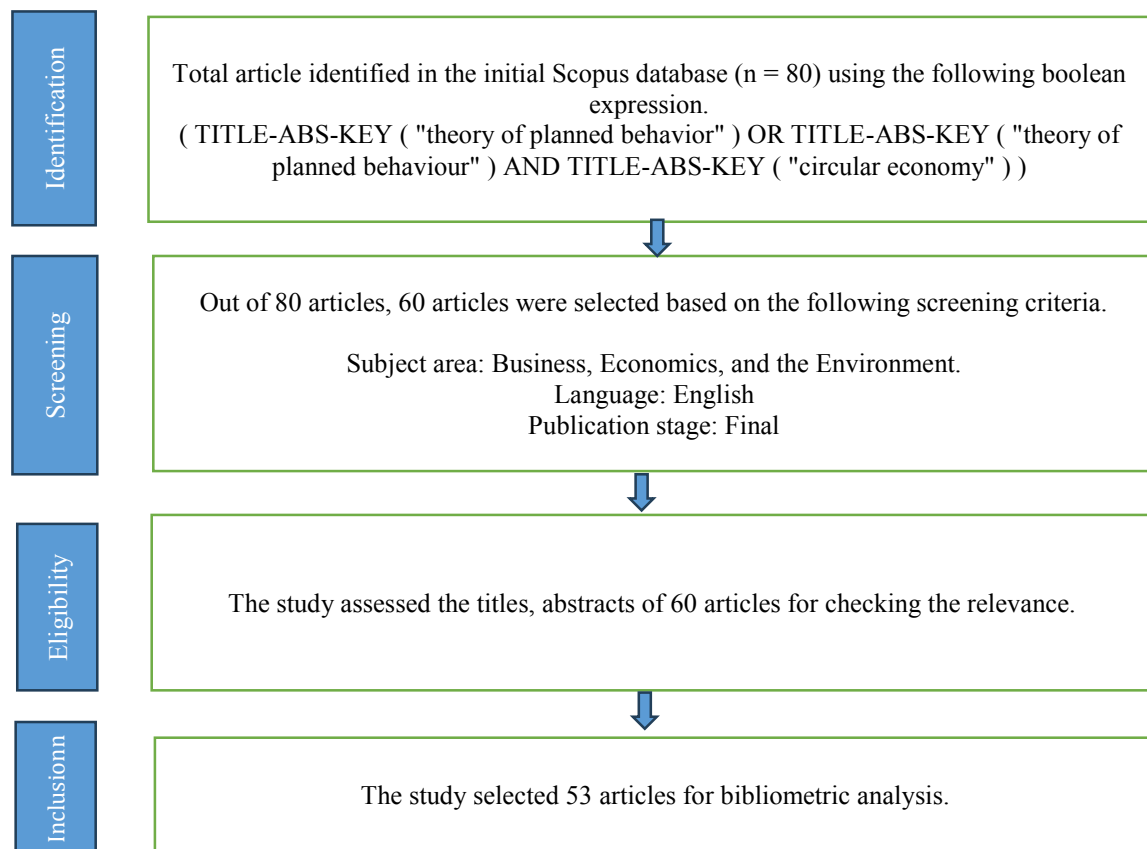 Identification
Total article identified in the initial Scopus database (n = 80) using the following boolean
expression.
( TITLE-ABS-KEY ( "theory of planned behavior" ) OR TITLE-ABS-KEY ( "theory of
planned behaviour" ) AND TITLE-ABS-KEY ( "circular economy" ) )
Screening
Out of 80 articles, 60 articles were selected based on the following screening criteria.
Subject area: Business, Economics, and the Environment.
Language: English
Publication stage: Final
Eligibility
The study assessed the titles, abstracts of 60 articles for checking the relevance.
Inclusionn
The study selected 53 articles for bibliometric analysis.